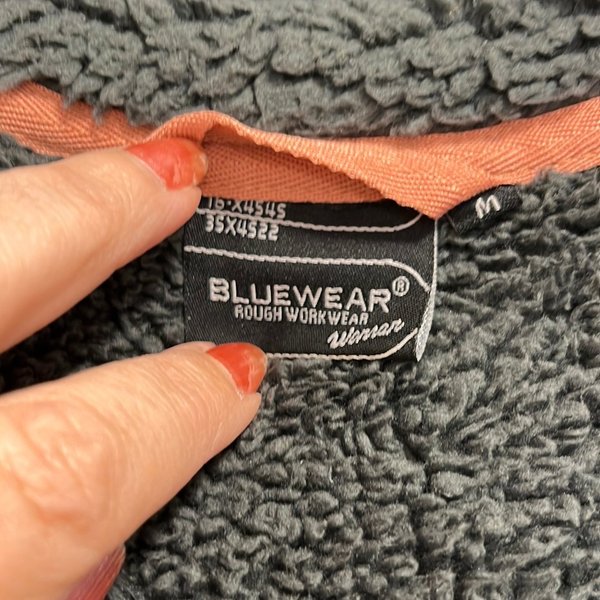 16-X4545
35X4522
M
BLUEWEAR®
ROUGH WORKWEAR
Woman